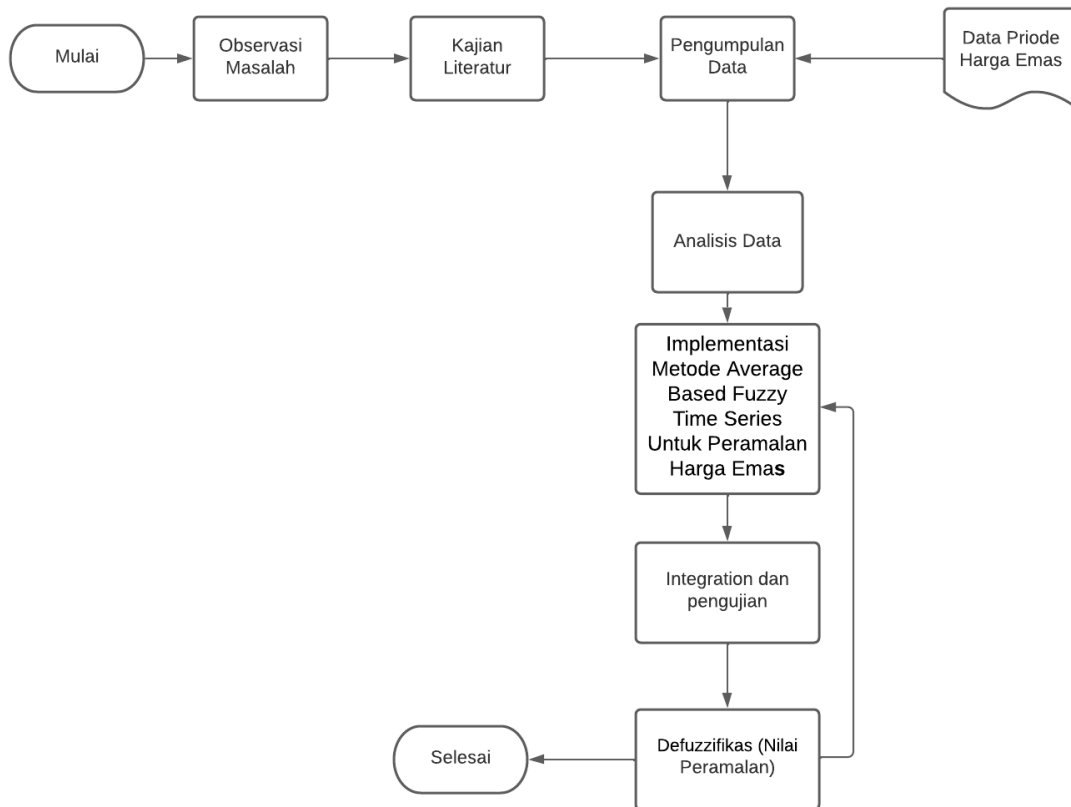 Mulai
Observasi
Masalah
Kajian
Literatur
Pengumpulan
Data
Data Priode
Harga Emas
Analisis Data
Implementasi
Metode Average
Based Fuzzy
Time Series
Untuk Peramalan
Harga Emas
Integration dan
pengujian
Defuzzifikas (Nilai
Peramalan)
Selesai